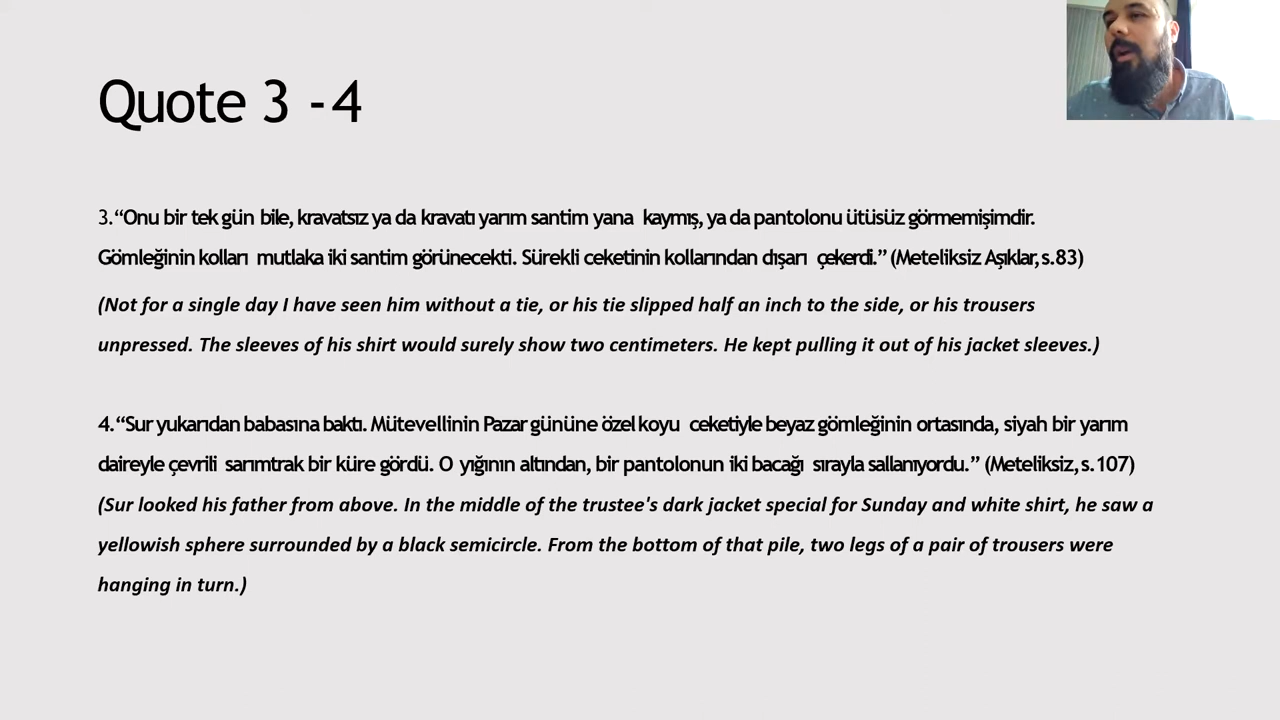 Quote 3 -4
3.“Onu bir tek gün bile, kravatsız ya da kravatı yarım santim yana kaymış, ya da pantolonu ütüsüz görmemişimdir.
Gömleğinin kolları mutlaka iki santim görünecekti. Sürekli ceketinin kollarından dışarı çekerdi.” (Meteliksiz Aşıklar, s.83)
(Not for a single day I have seen him without a tie, or his tie slipped half an inch to the side, or his trousers
unpressed. The sleeves of his shirt would surely show two centimeters. He kept pulling it out of his jacket sleeves.)
4.“Sur yukarıdan babasına baktı. Mütevellinin Pazar gününe özel koyu ceketiyle beyaz gömleğinin ortasında, siyah bir yarım
daireyle çevrili sarımtrak bir küre gördü. O yığının altından, bir pantolonun iki bacağı sırayla sallanıyordu.” (Meteliksiz, s.107)
(Sur looked his father from above. In the middle of the trustee's dark jacket special for Sunday and white shirt, he saw a
yellowish sphere surrounded by a black semicircle. From the bottom of that pile, two legs of a pair of trousers were
hanging in turn.)